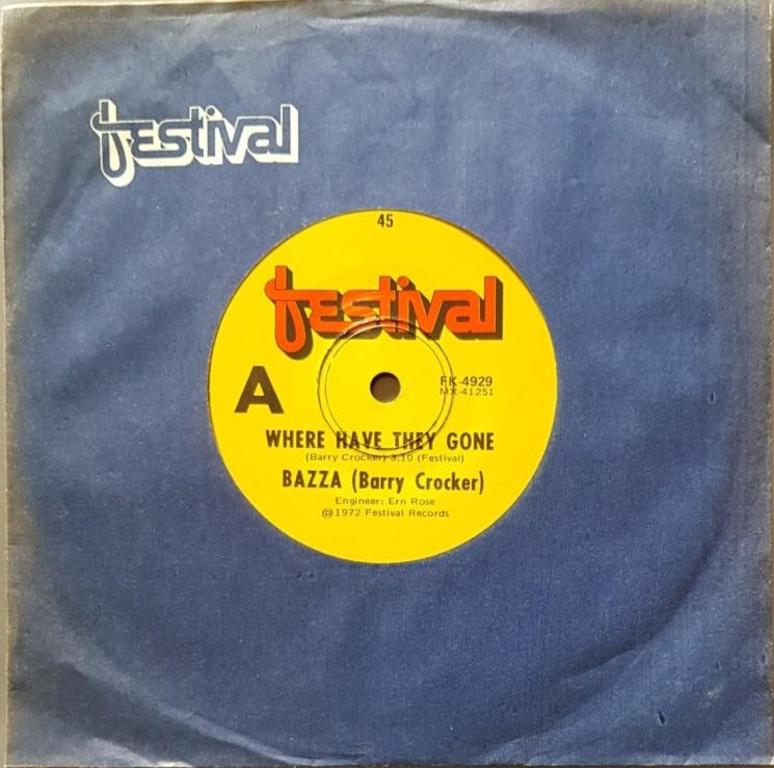 festival
45
festival
A
FK-4929
MX-41251
WHERE HAVE THEY GONE
(Barry Crocker) 3.10 (Festival)
BAZZA (Barry Crocker)
Engineer: Ern Rose
℗1972 Festival Records